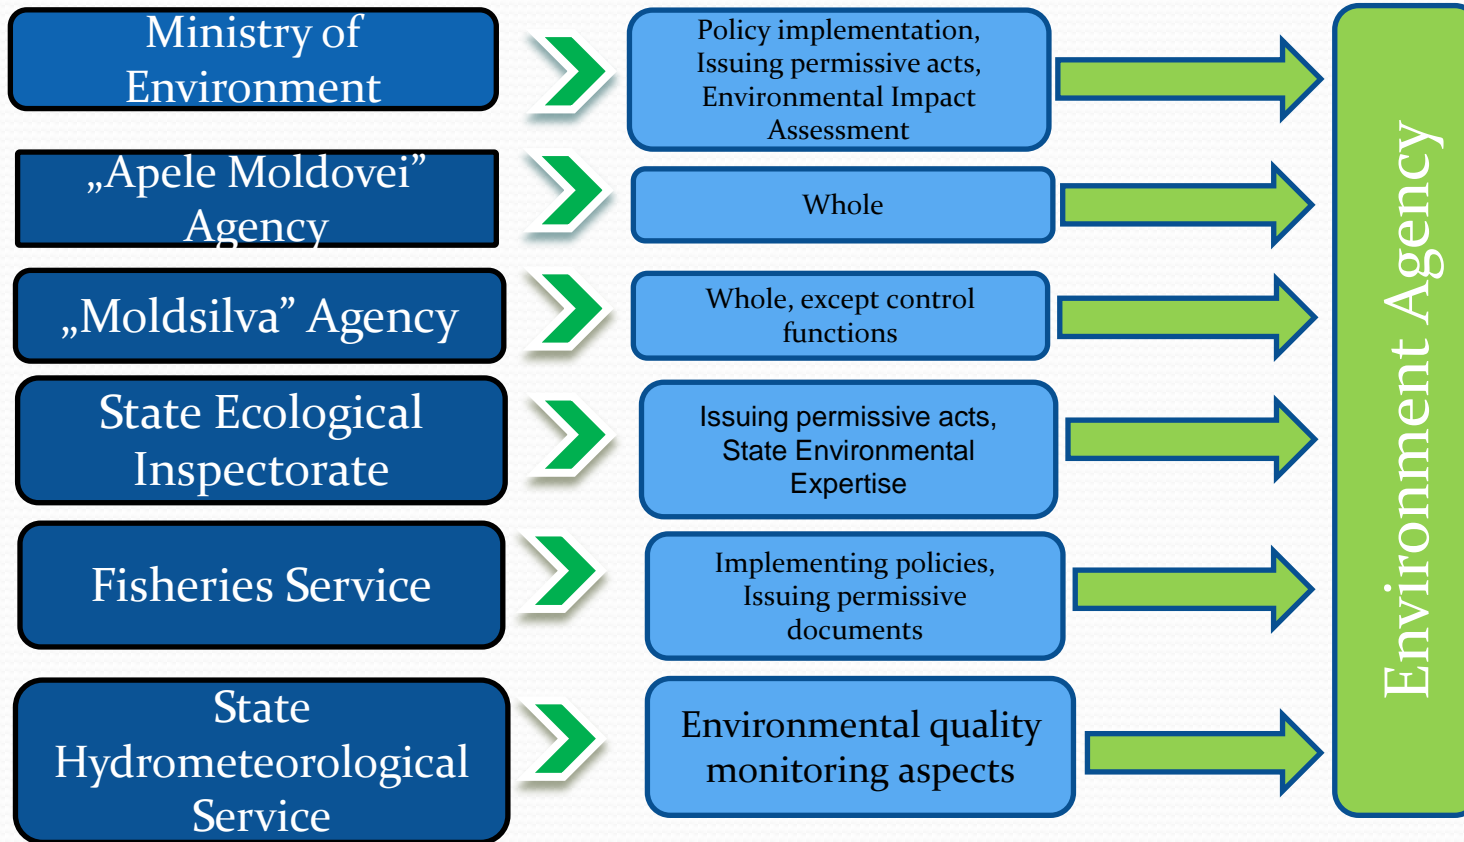 Ministry of
Environment
Policy implementation,
Issuing permissive acts,
Environmental Impact
Assessment
„Apele Moldovei”
Agency
Whole
„Moldsilva” Agency
Whole, except control
functions
State Ecological
Inspectorate
Issuing permissive acts,
State Environmental
Expertise
Fisheries Service
Implementing policies,
Issuing permissive
documents
State
Hydrometeorological
Service
Environmental quality
monitoring aspects
Environment Agency